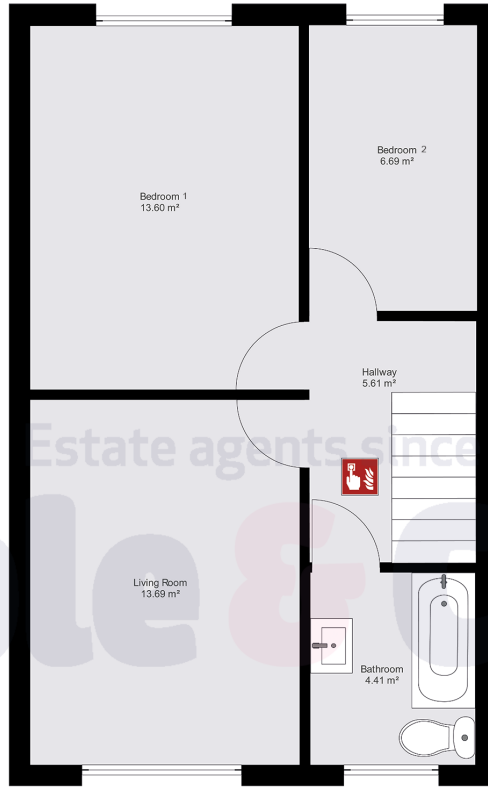 Bedroom 1
13.60 m²
Bedroom 2
6.69 m²
Hallway
5.61 m²
Estate agents since
Living Room
13.69 m²
le & C
Bathroom
4.41 m²